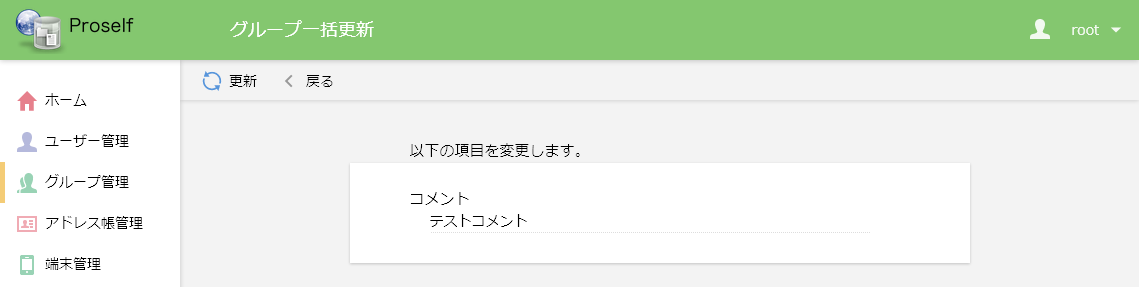 Proself
グループ一括更新
root
更新
戻る
ホーム
ユーザー管理
グループ管理
アドレス帳管理
端末管理
以下の項目を変更します。
コメント
テストコメント